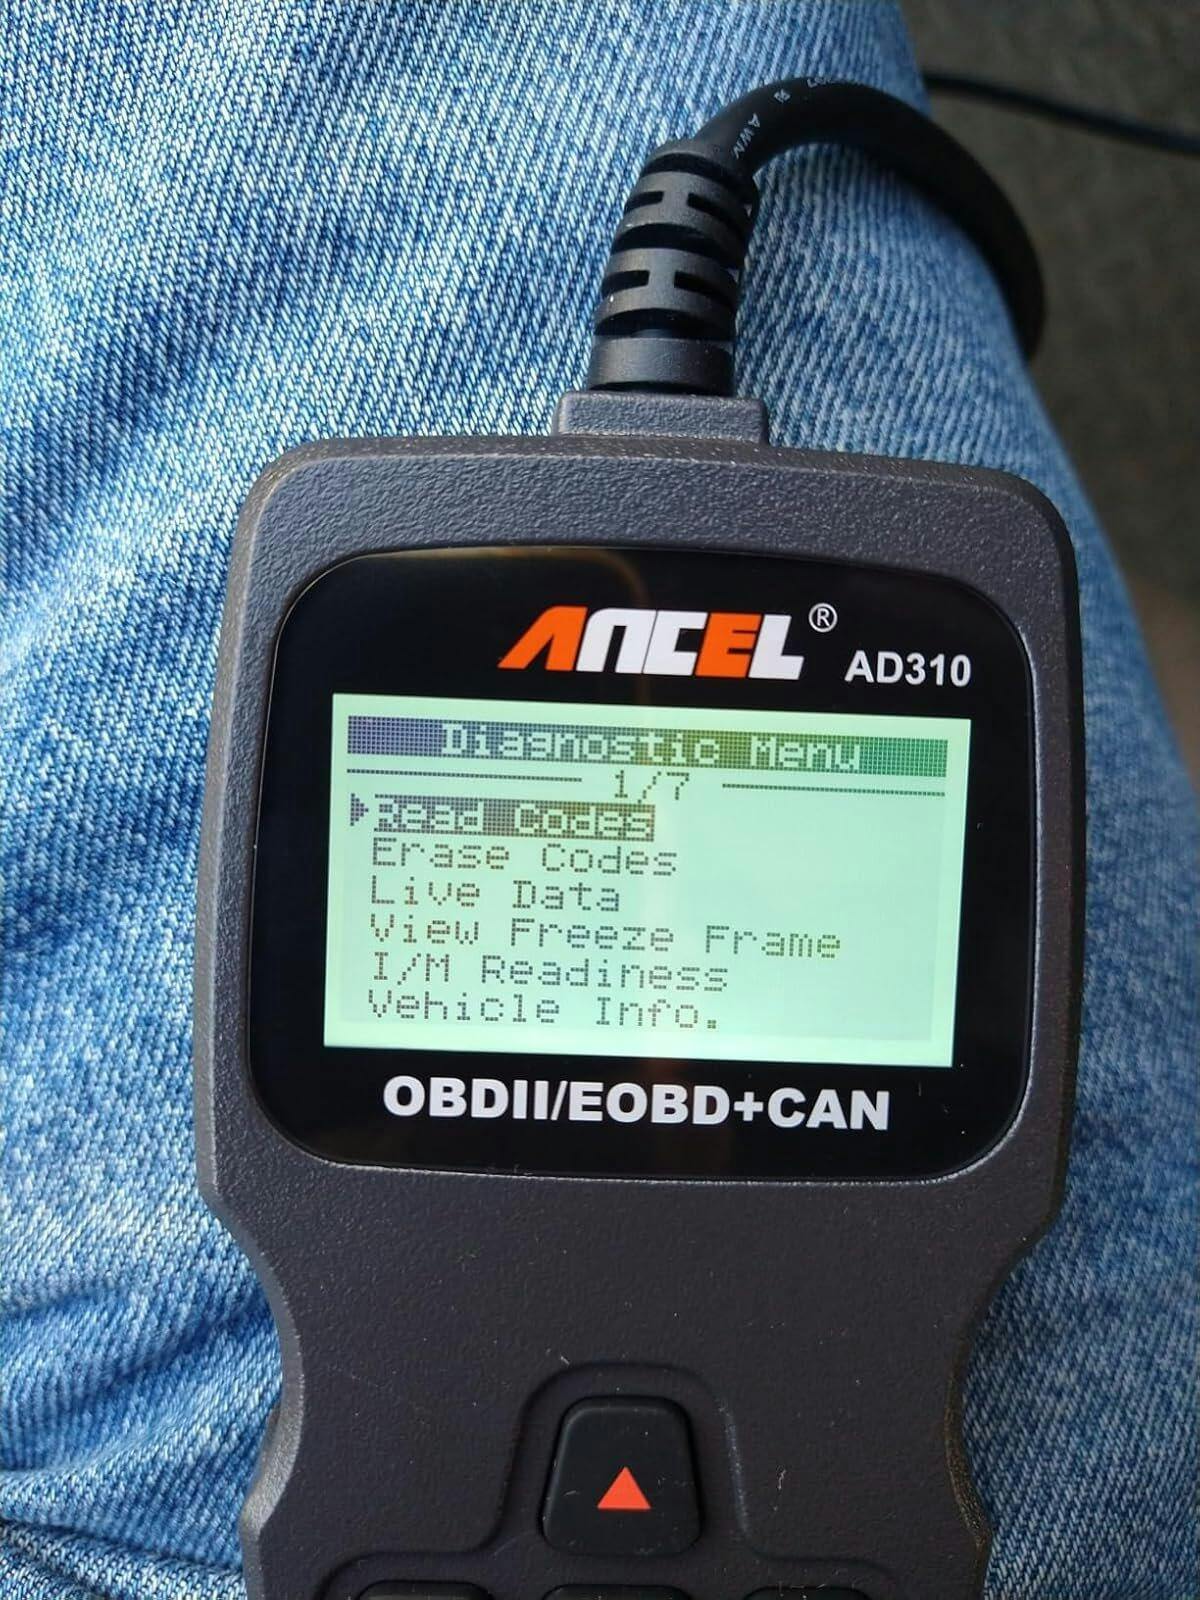 AWM
ANCEL®
AD310
Diagnostic Menu
1/7
Read Codes
Erase Codes
Live Data
View Freeze Frame
I/M Readiness
Vehicle Info.
OBDII/EOBD+CAN